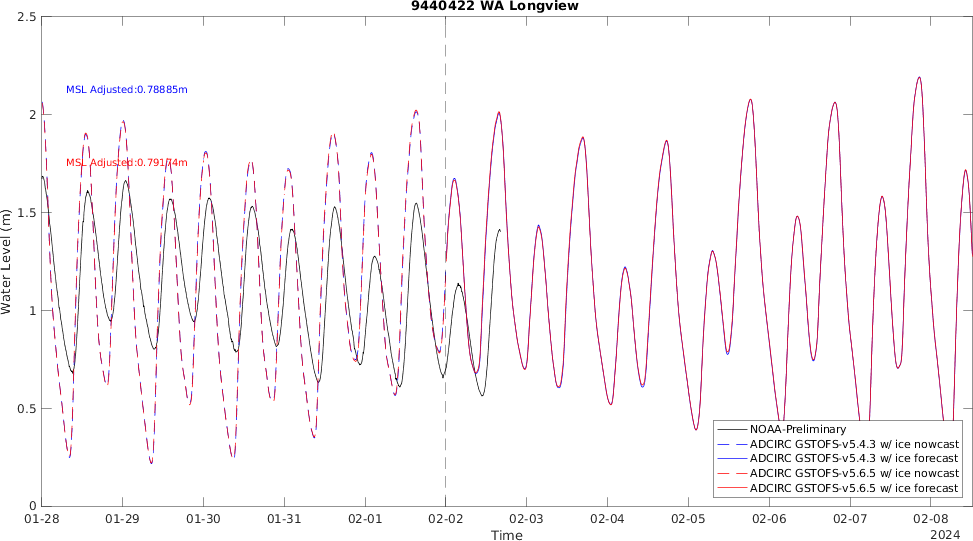 9440422 WA Longview
2.5
2
1.5
1
0.5
0
Water Level (m)
MSL Adjusted:0.78885m
MSL Adjusted:0.79174m
NOAA-Preliminary
ADCIRC GSTOFS-v5.4.3 w/ ice nowcast
ADCIRC GSTOFS-v5.4.3 w/ ice forecast
ADCIRC GSTOFS-v5.6.5 w/ ice nowcast
ADCIRC GSTOFS-v5.6.5 w/ ice forecast
01-28 01-29 01-30 01-31 02-01 02-02 02-03 02-04 02-05 02-06 02-07 02-08
Time
2024